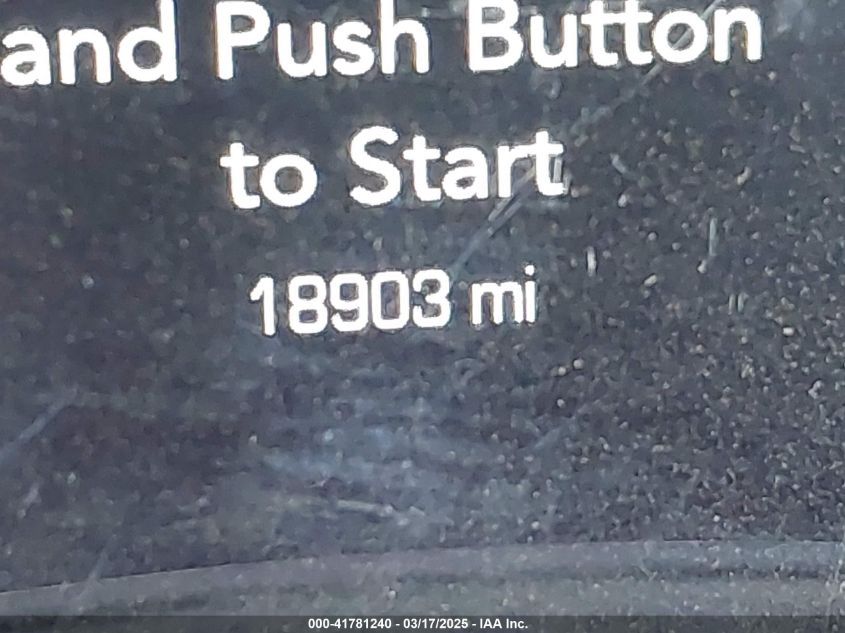 and Push Button
to Start
18903 mi
000-41781240 - 03/17/2025 - IAA Inc.